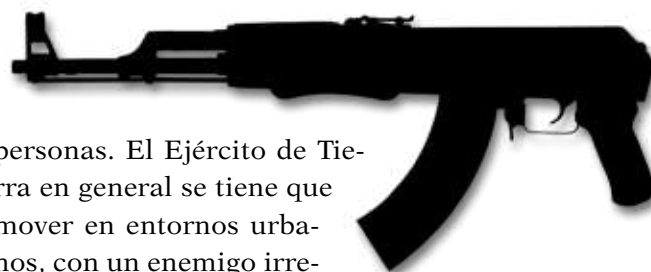 personas. El Ejército de Tie-
rra en general se tiene que
mover en entornos urba-
nos, con un enemigo irre-